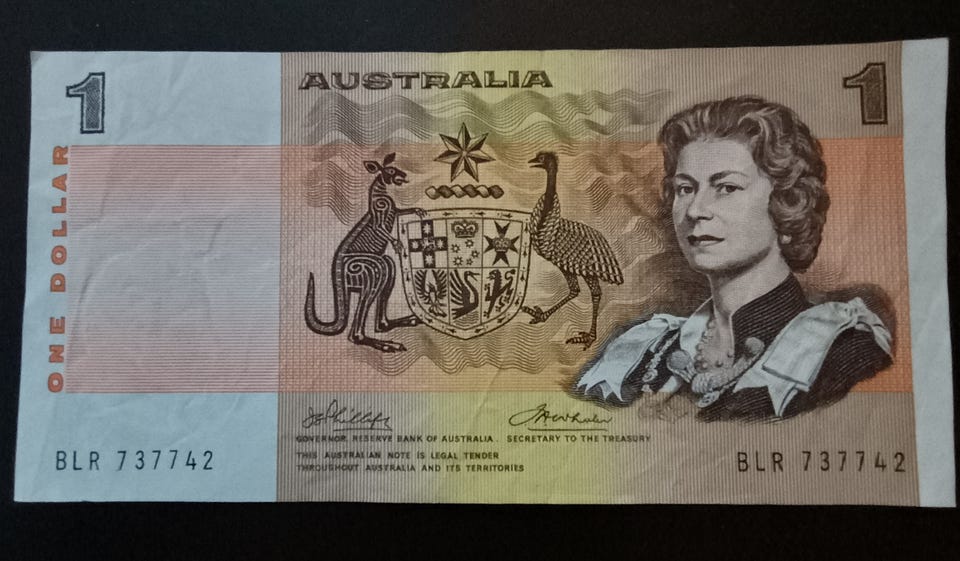 1
AUSTRALIA
1
ONE DOLLAR
GOVERNOR, RESERVE BANK OF AUSTRALIA. SECRETARY TO THE TREASURY
THIS AUSTRALIAN NOTE IS LEGAL TENDER
THROUGHOUT AUSTRALIA AND ITS TERRITORIES
BLR 737742
BLR 737742